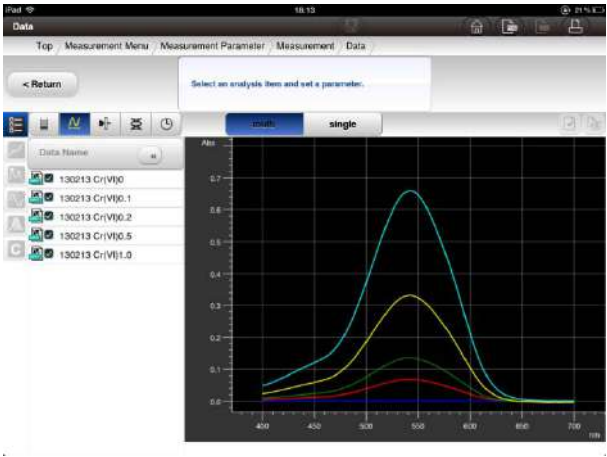 iPad 18:13 21%
Data
Top Measurement Menu Measurement Parameter Measurement Data
< Return
Select an analysis item and set a parameter.
multi single
Data Name «
130213 Cr(VI)0
130213 Cr(VI)0.1
130213 Cr(VI)0.2
130213 Cr(VI)0.5
130213 Cr(VI)1.0
Abs
0.7
0.6
0.5
0.4
0.3
0.2
0.1
0.0
400 450 500 550 600 650 700
nm